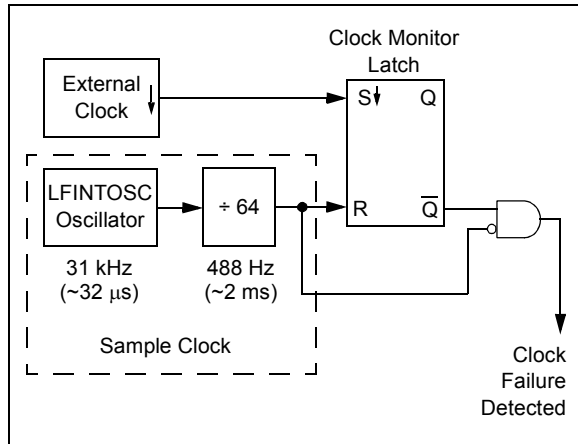 Clock Monitor
Latch
External
Clock
S
Q
LFINTOSC
Oscillator
÷ 64
R
Q
31 kHz
(~32 μs)
488 Hz
(~2 ms)
Sample Clock
Clock
Failure
Detected